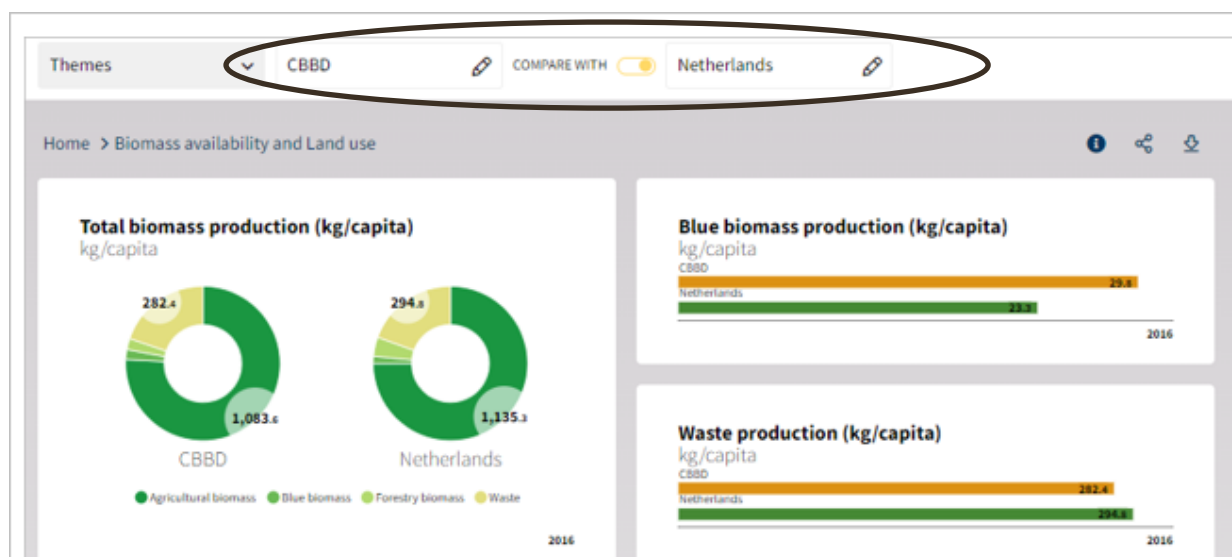 Themes CBBD COMPARE WITH Netherlands
Home > Biomass availability and Land use
Total biomass production (kg/capita)
kg/capita
282.4
1,083.6
CBBD
294.8
1,135.3
Netherlands
Agricultural biomass Blue biomass Forestry biomass Waste
2016
Blue biomass production (kg/capita)
kg/capita
CBBD
29.8
Netherlands
23.3
2016
Waste production (kg/capita)
kg/capita
CBBD
282.4
Netherlands
294.8
2016